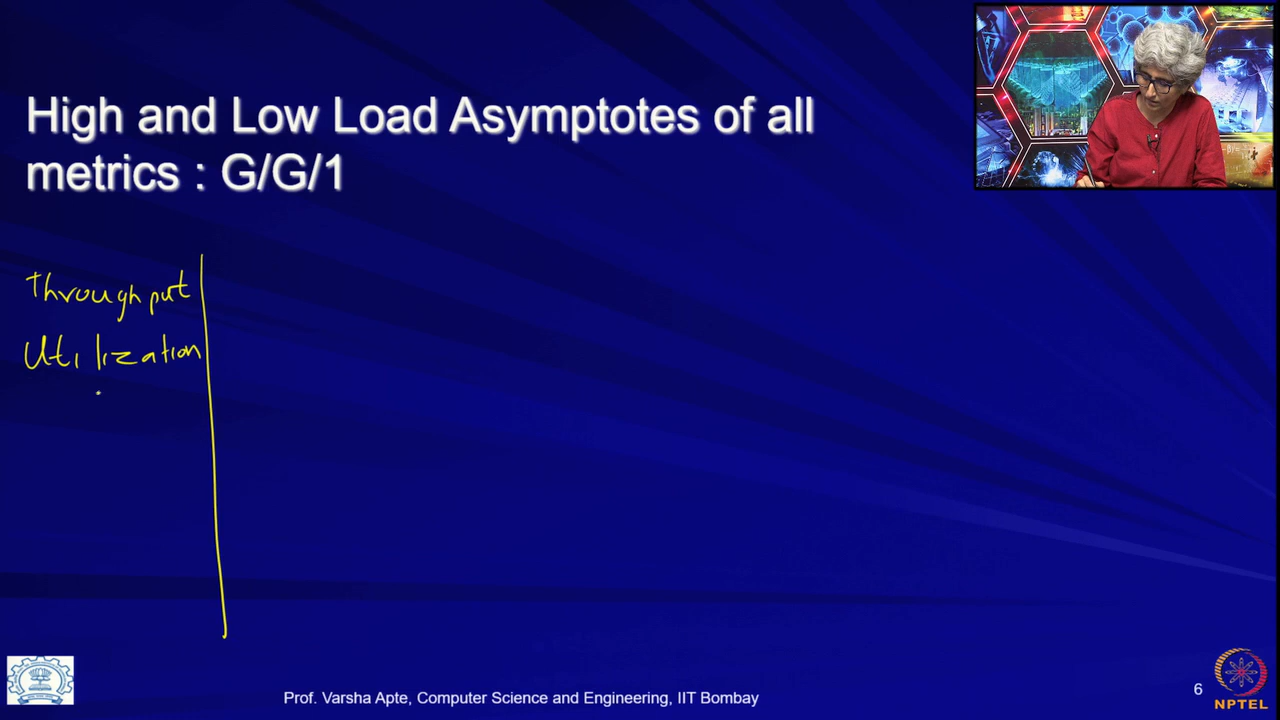 High and Low Load Asymptotes of all
metrics : G/G/1
Throughput
Utilization
Prof. Varsha Apte, Computer Science and Engineering, IIT Bombay
6
NPTEL